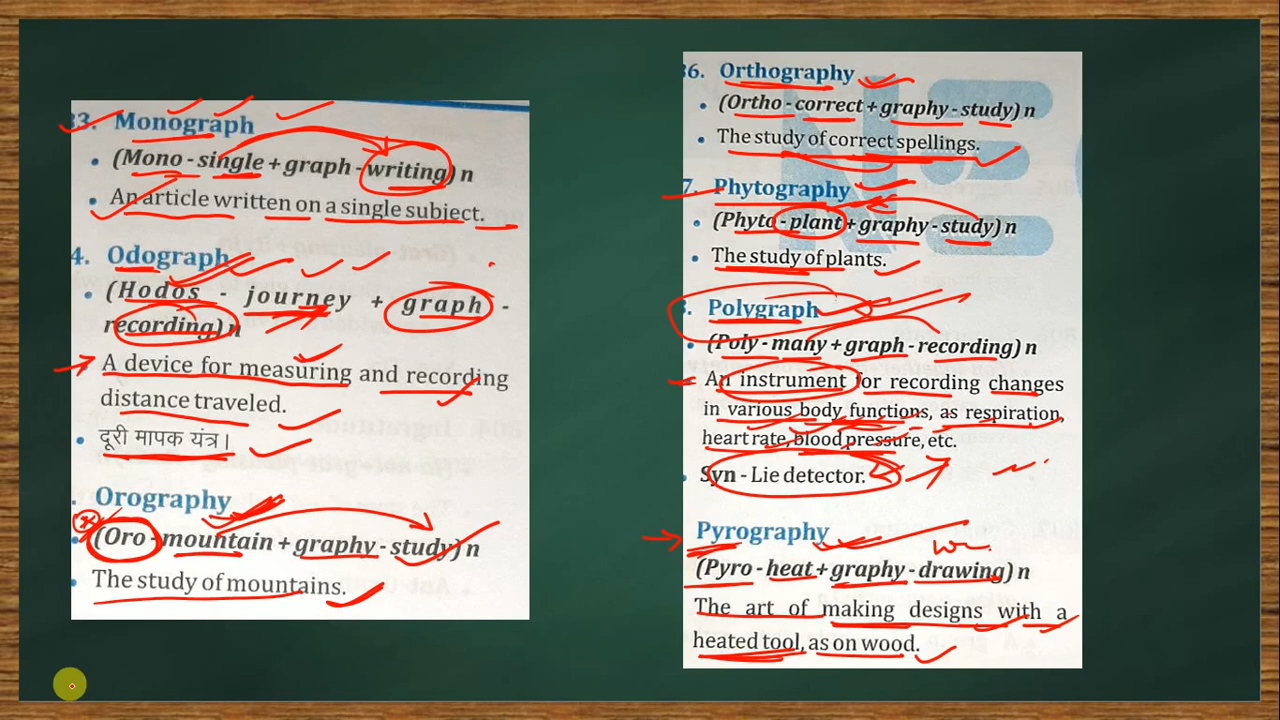 33. Monograph
• (Mono - single + graph - writing) n
• An article written on a single subject.
4. Odograph
• (Hodos - journey + graph -
recording) n
A device for measuring and recording
distance traveled.
• दूरी मापक यंत्र।
. Orography
• (Oro - mountain + graphy - study) n
• The study of mountains.
36. Orthography
• (Ortho - correct + graphy - study) n
• The study of correct spellings.
7. Phytography
• (Phyto - plant + graphy - study) n
• The study of plants.
. Polygraph
• (Poly - many + graph - recording) n
An instrument for recording changes
in various body functions, as respiration,
heart rate, blood pressure, etc.
Syn - Lie detector.
Pyrography
(Pyro - heat + graphy - drawing) n
The art of making designs with a
heated tool, as on wood.